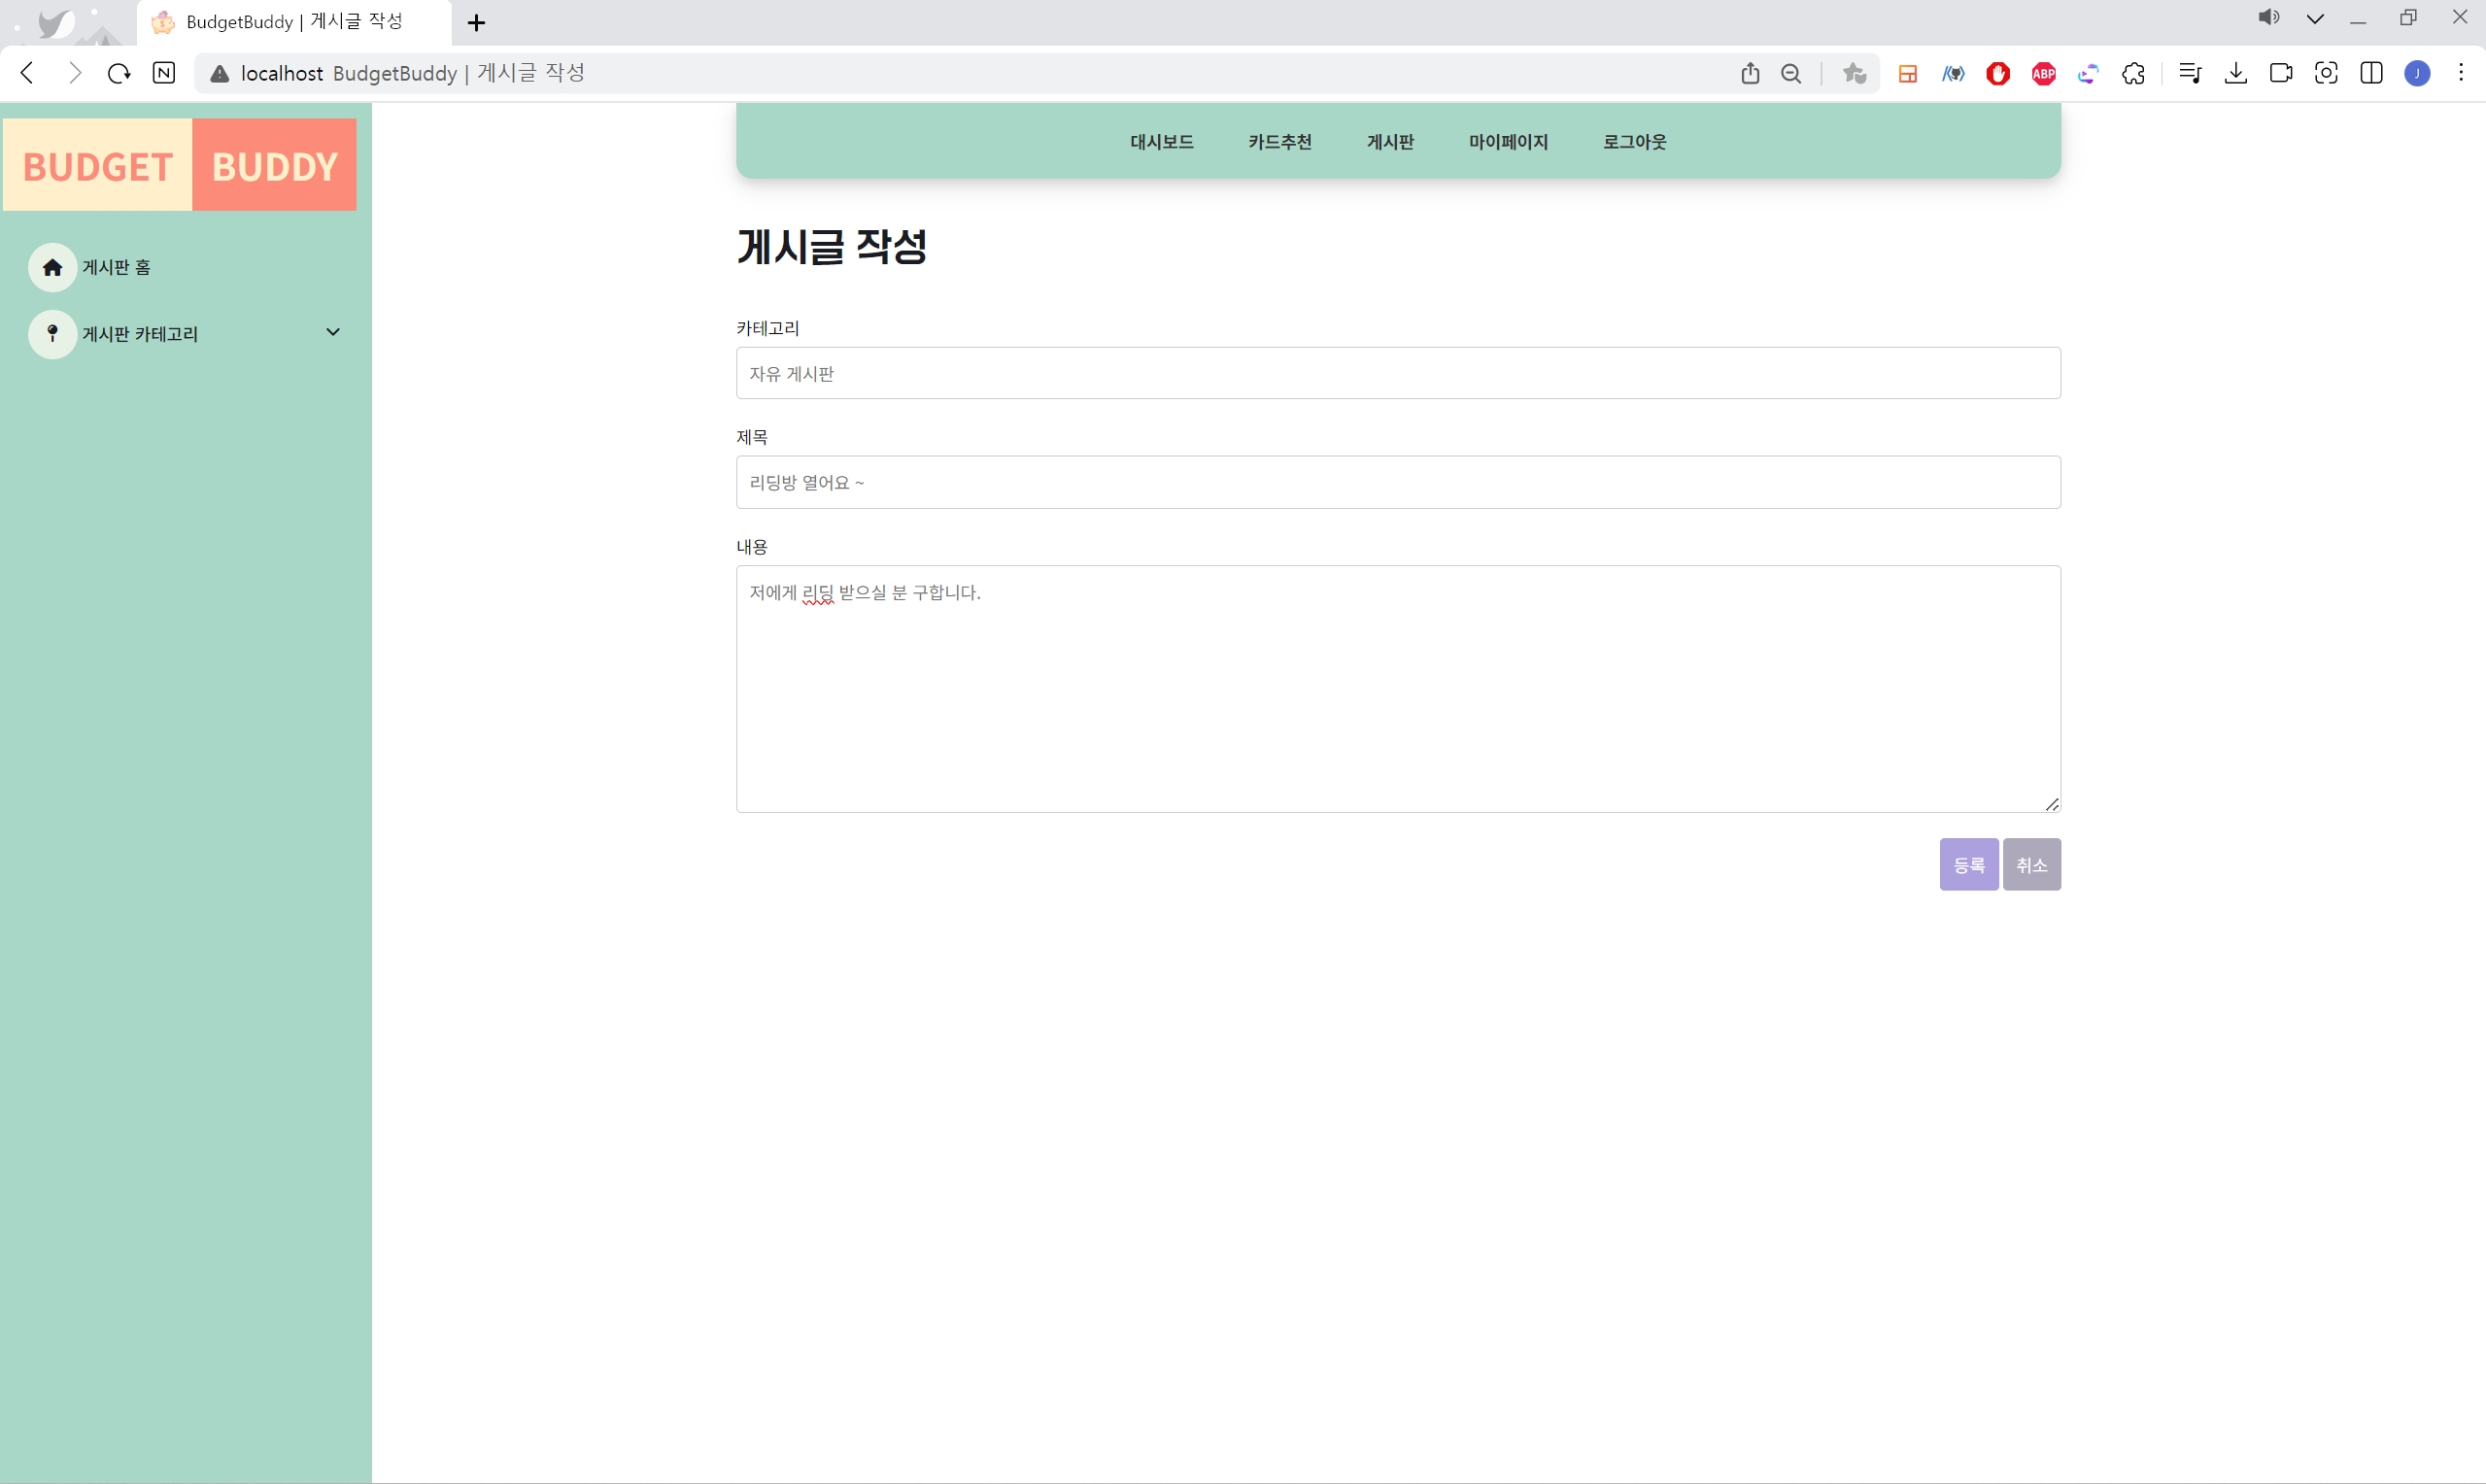 BudgetBuddy | 게시글 작성
N
localhost BudgetBuddy | 게시글 작성
ABP
J
BUDGET BUDDY
대시보드 카드추천 게시판 마이페이지 로그아웃
게시판 홈
게시판 카테고리
게시글 작성
카테고리
자유 게시판
제목
리딩방 열어요 ~
내용
저에게 리딩 받으실 분 구합니다.
등록 취소